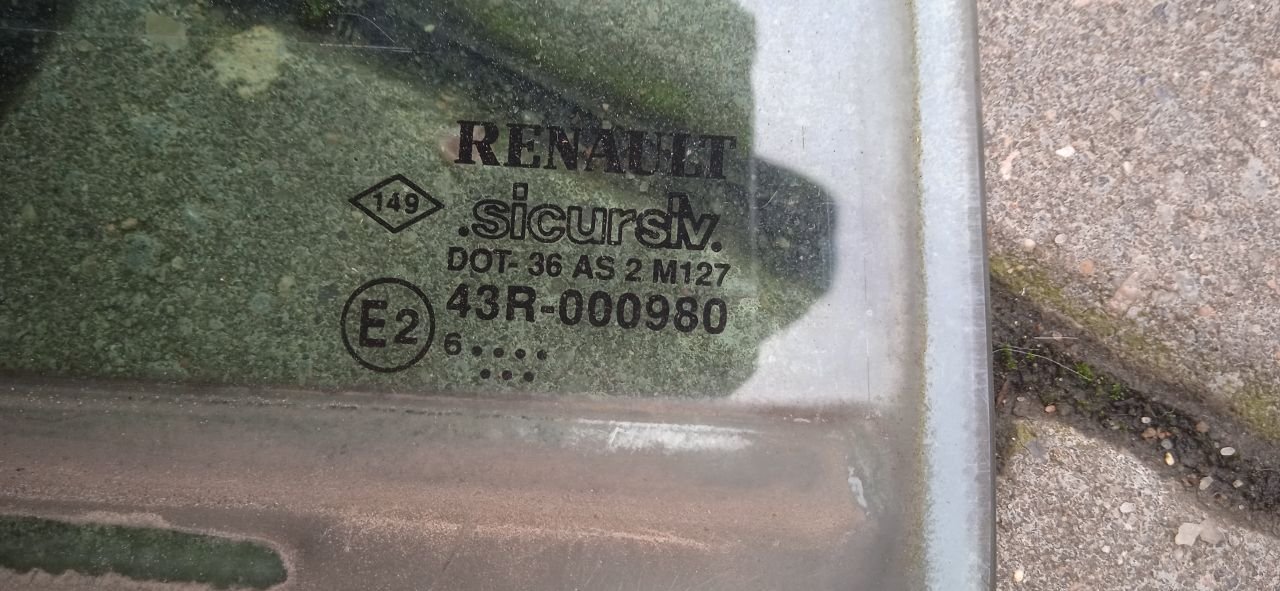 RENAULT
149
.sicursiv.
DOT- 36 AS 2 M127
E2 43R-000980
6 • • • •
• • •